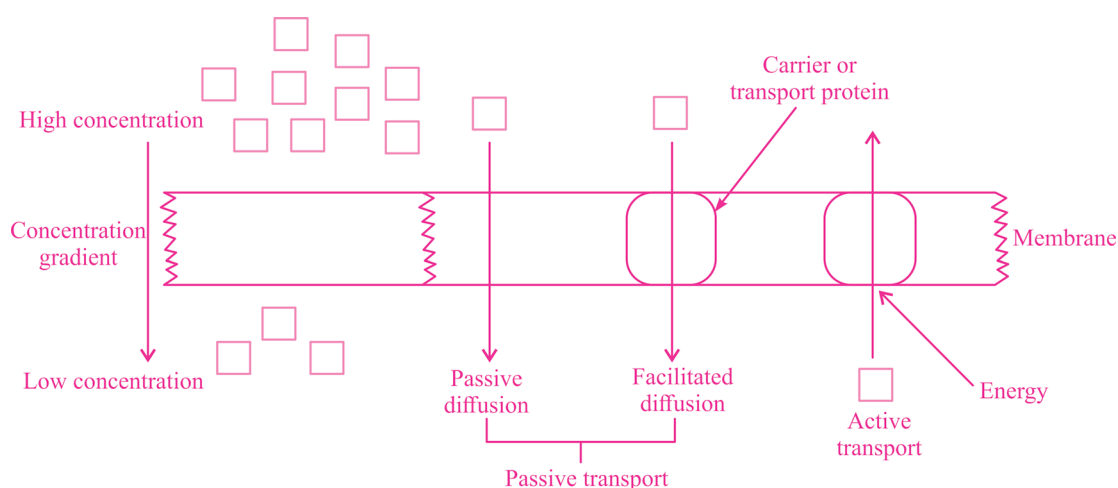 Carrier or
transport protein
High concentration
Concentration
gradient
Membrane
Low concentration
Passive
diffusion
Facilitated
diffusion
Energy
Active
transport
Passive transport